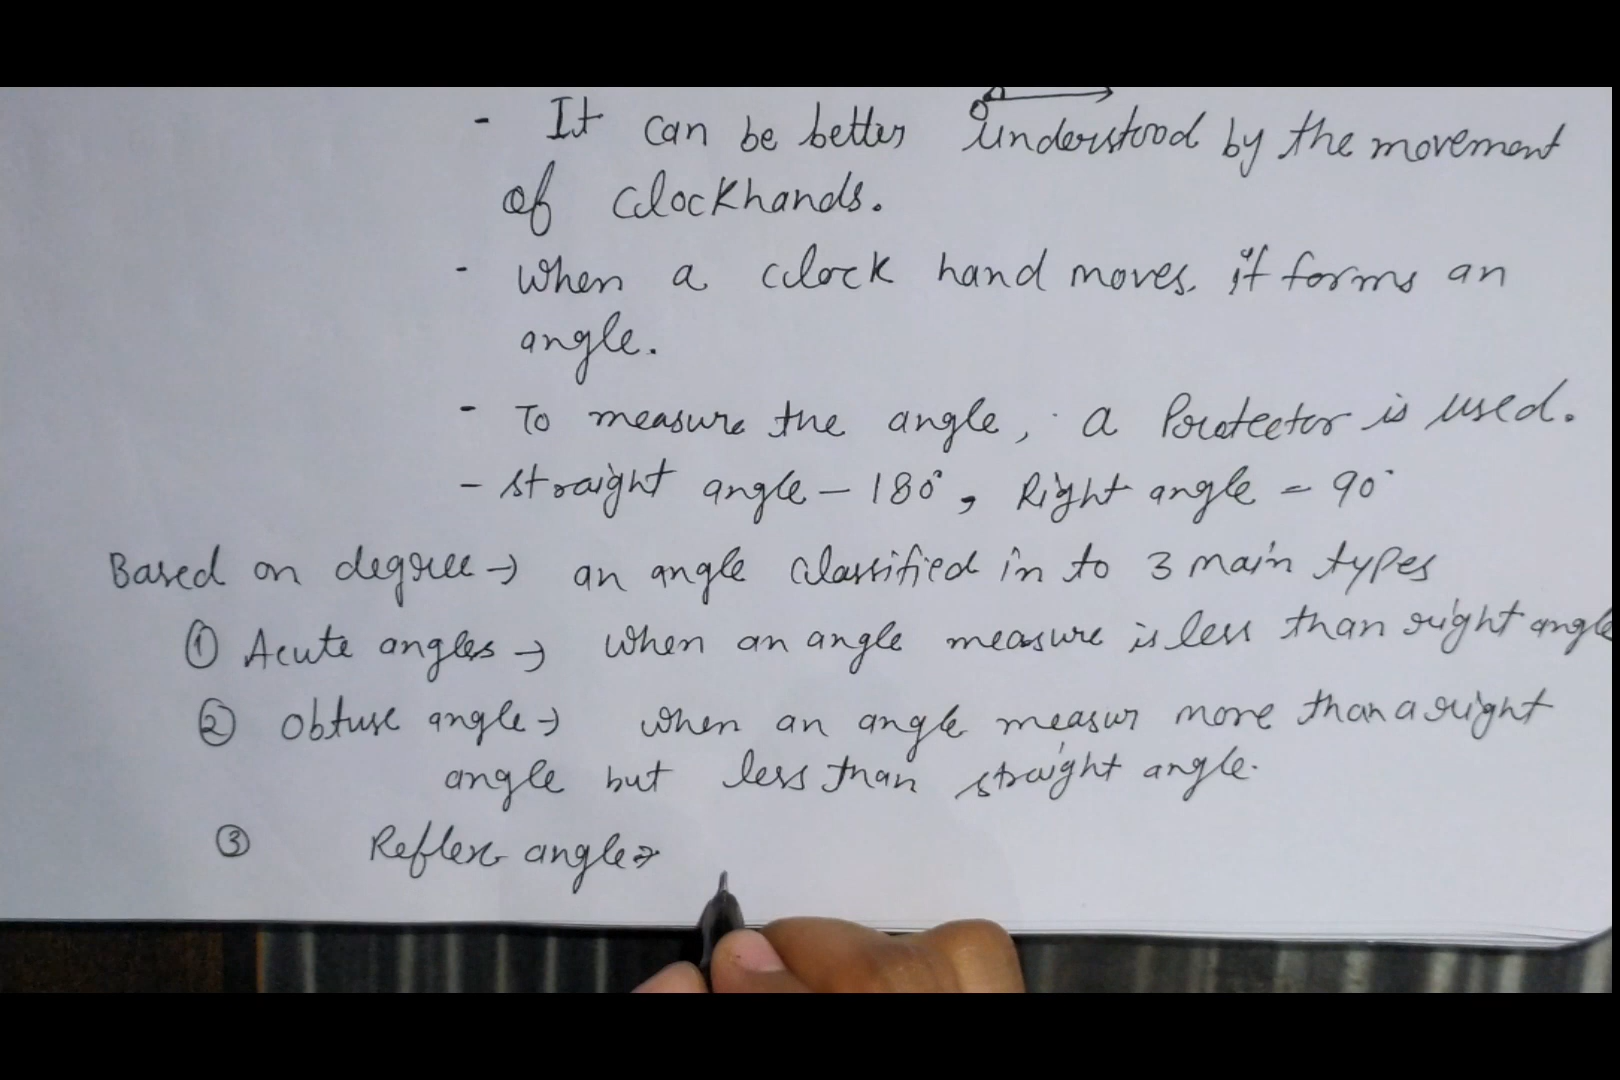 - It can be better understood by the movement
of clockhands.
- When a clock hand moves, it forms an
angle.
- To measure the angle, a Protector is used.
- straight angle - 180°, Right angle = 90°
Based on degree → an angle classified in to 3 main types
① Acute angles → when an angle measure is less than right angle
② Obtuse angle → when an angle measur more than a right
angle but less than straight angle.
③ Reflex angle →